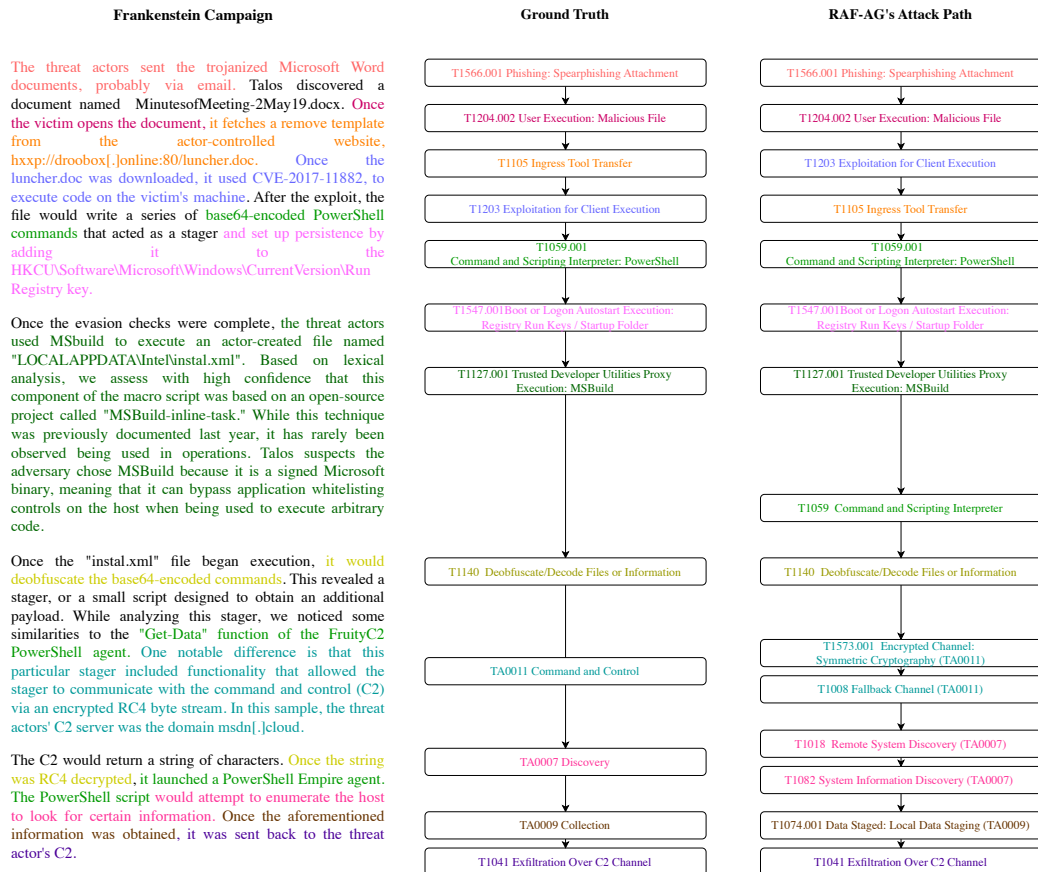 Frankenstein Campaign
The threat actors sent the trojanized Microsoft Word
documents, probably via email. Talos discovered a
document named MinutesofMeeting-2May19.docx. Once
the victim opens the document, it fetches a remove template
from the actor-controlled website,
hxxp://droobox[.]online:80/luncher.doc. Once the
luncher.doc was downloaded, it used CVE-2017-11882, to
execute code on the victim's machine. After the exploit, the
file would write a series of base64-encoded PowerShell
commands that acted as a stager and set up persistence by
adding it to the
HKCU\Software\Microsoft\Windows\CurrentVersion\Run
Registry key.
Once the evasion checks were complete, the threat actors
used MSbuild to execute an actor-created file named
"LOCALAPPDATA\Intel\instal.xml". Based on lexical
analysis, we assess with high confidence that this
component of the macro script was based on an open-source
project called "MSBuild-inline-task." While this technique
was previously documented last year, it has rarely been
observed being used in operations. Talos suspects the
adversary chose MSBuild because it is a signed Microsoft
binary, meaning that it can bypass application whitelisting
controls on the host when being used to execute arbitrary
code.
Once the "instal.xml" file began execution, it would
deobfuscate the base64-encoded commands. This revealed a
stager, or a small script designed to obtain an additional
payload. While analyzing this stager, we noticed some
similarities to the "Get-Data" function of the FruityC2
PowerShell agent. One notable difference is that this
particular stager included functionality that allowed the
stager to communicate with the command and control (C2)
via an encrypted RC4 byte stream. In this sample, the threat
actors' C2 server was the domain msdn[.]cloud.
The C2 would return a string of characters. Once the string
was RC4 decrypted, it launched a PowerShell Empire agent.
The PowerShell script would attempt to enumerate the host
to look for certain information. Once the aforementioned
information was obtained, it was sent back to the threat
actor's C2.
Ground Truth
T1566.001 Phishing: Spearphishing Attachment
T1204.002 User Execution: Malicious File
T1105 Ingress Tool Transfer
T1203 Exploitation for Client Execution
T1059.001
Command and Scripting Interpreter: PowerShell
T1547.001Boot or Logon Autostart Execution:
Registry Run Keys / Startup Folder
T1127.001 Trusted Developer Utilities Proxy
Execution: MSBuild
T1140 Deobfuscate/Decode Files or Information
TA0011 Command and Control
TA0007 Discovery
TA0009 Collection
T1041 Exfiltration Over C2 Channel
RAF-AG's Attack Path
T1566.001 Phishing: Spearphishing Attachment
T1204.002 User Execution: Malicious File
T1203 Exploitation for Client Execution
T1105 Ingress Tool Transfer
T1059.001
Command and Scripting Interpreter: PowerShell
T1547.001Boot or Logon Autostart Execution:
Registry Run Keys / Startup Folder
T1127.001 Trusted Developer Utilities Proxy
Execution: MSBuild
T1059 Command and Scripting Interpreter
T1140 Deobfuscate/Decode Files or Information
T1573.001 Encrypted Channel:
Symmetric Cryptography (TA0011)
T1008 Fallback Channel (TA0011)
T1018 Remote System Discovery (TA0007)
T1082 System Information Discovery (TA0007)
T1074.001 Data Staged: Local Data Staging (TA0009)
T1041 Exfiltration Over C2 Channel